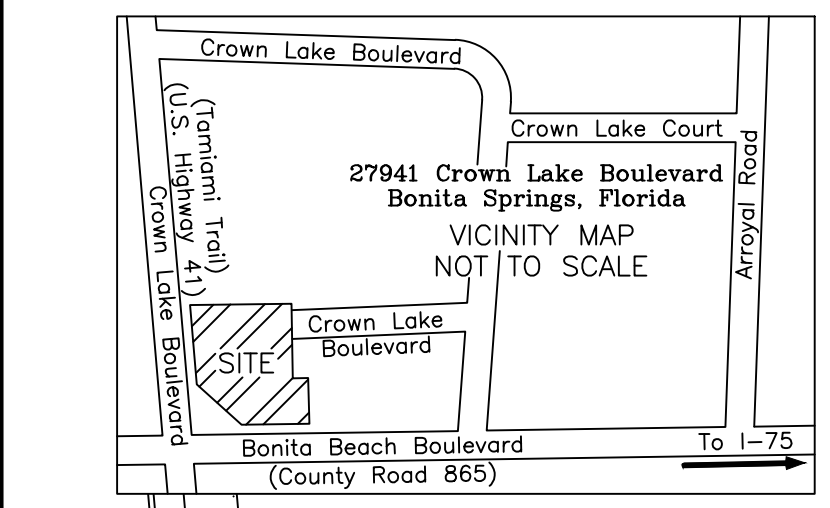 Crown Lake Boulevard
Crown Lake Court
(Tamiami Trail)
(U.S. Highway 41)
Crown Lake Boulevard
Arroyal Road
27941 Crown Lake Boulevard
Bonita Springs, Florida
VICINITY MAP
NOT TO SCALE
Crown Lake
Boulevard
SITE
Bonita Beach Boulevard
(County Road 865)
To I-75